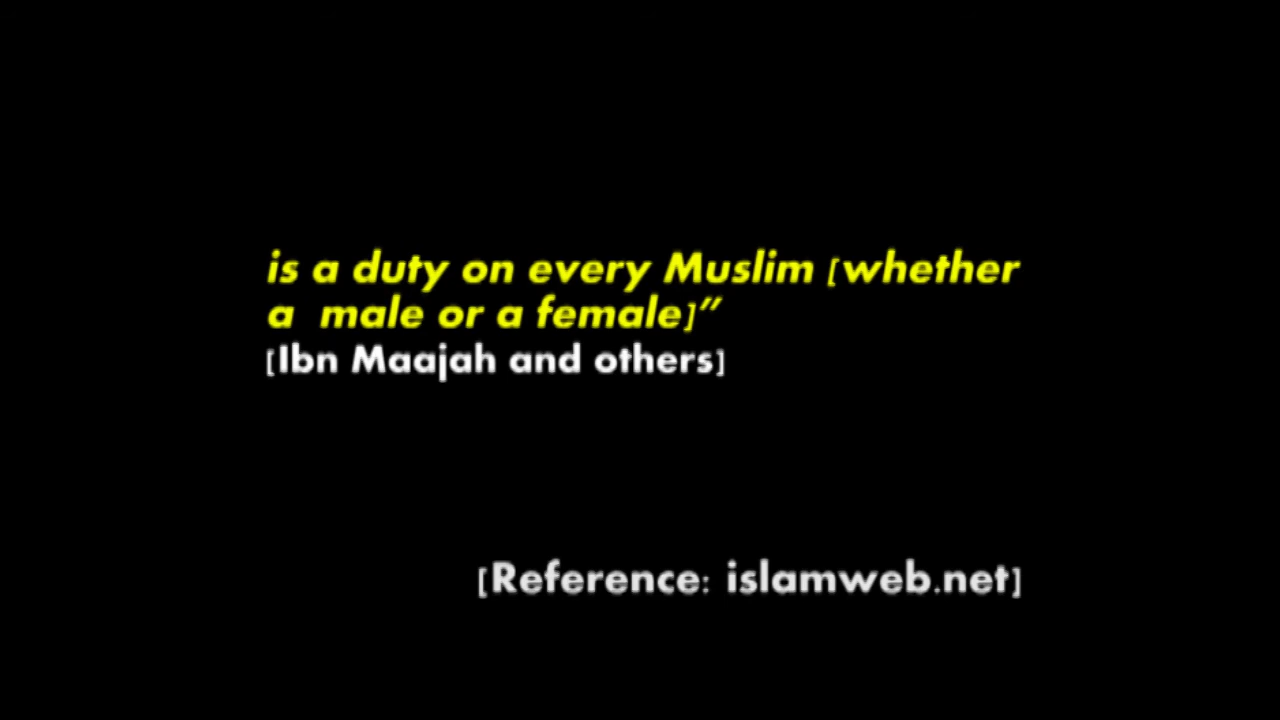 is a duty on every Muslim [whether
a  male or a female]”
[Ibn Maajah and others]
[Reference: islamweb.net]